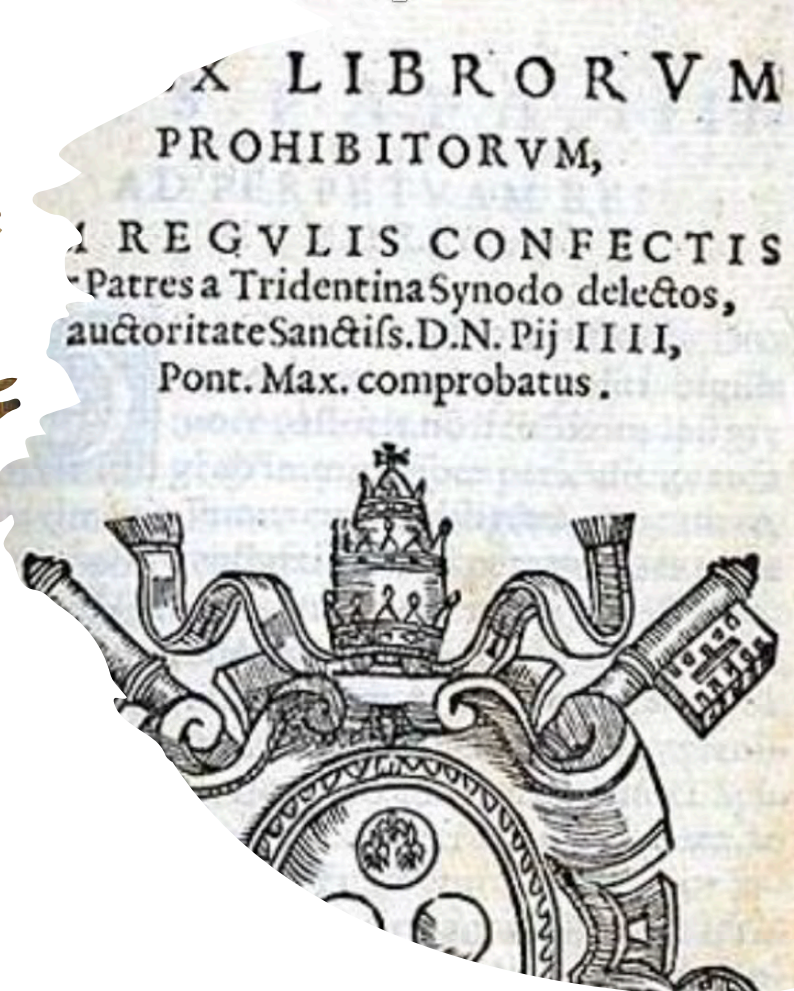 X LIBRORVM
PROHIBITORVM,
REGVLIS CONFECTIS
Patres a Tridentina Synodo delectos,
auctoritate Sanctiſs. D.N. Pij IIII,
Pont. Max. comprobatus.